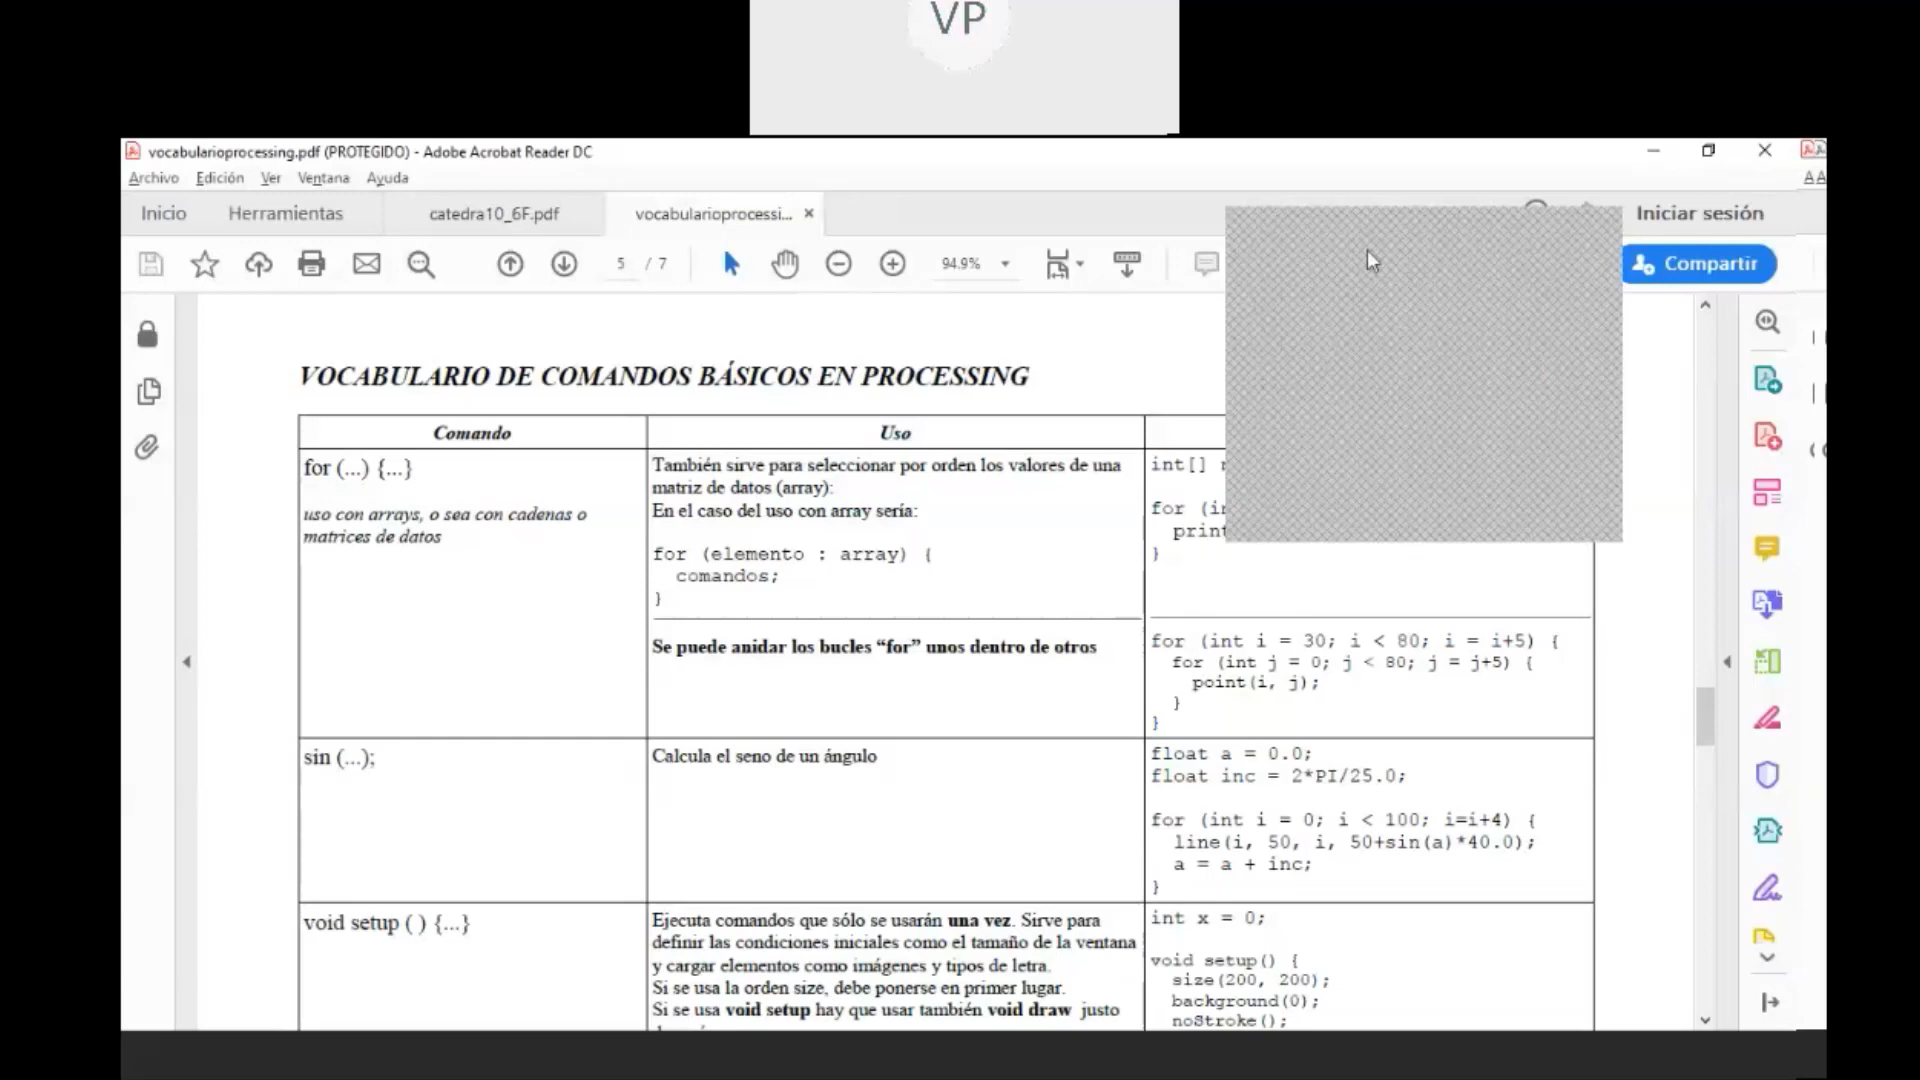 VP
vocabularioprocessing.pdf (PROTEGIDO) - Adobe Acrobat Reader DC
Archivo Edición Ver Ventana Ayuda
Inicio Herramientas catedra10_6F.pdf vocabularioprocessi... × Iniciar sesión
5 / 7 94.9% Compartir
VOCABULARIO DE COMANDOS BÁSICOS EN PROCESSING
Comando Uso
for (...) {...}
uso con arrays, o sea con cadenas o
matrices de datos
También sirve para seleccionar por orden los valores de una
matriz de datos (array):
En el caso del uso con array sería:
for (elemento : array) {
comandos;
}
Se puede anidar los bucles “for” unos dentro de otros
int[]
for
}
for (int i = 30; i < 80; i = i+5) {
for (int j = 0; j < 80; j = j+5) {
point(i, j);
}
}
sin (...);
Calcula el seno de un ángulo
float a = 0.0;
float inc = 2*PI/25.0;
for (int i = 0; i < 100; i=i+4) {
line(i, 50, i, 50+sin(a)*40.0);
a = a + inc;
}
void setup ( ) {...}
Ejecuta comandos que sólo se usarán una vez. Sirve para
definir las condiciones iniciales como el tamaño de la ventana
y cargar elementos como imágenes y tipos de letra.
Si se usa la orden size, debe ponerse en primer lugar.
Si se usa void setup hay que usar también void draw justo
int x = 0;
void setup() {
size(200, 200);
background(0);
noStroke();